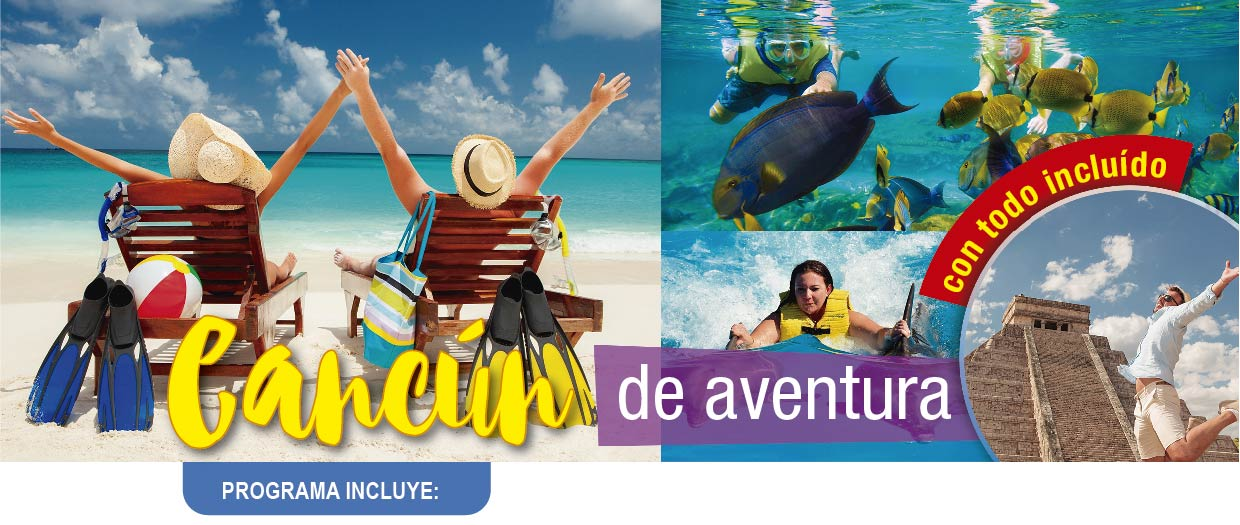 con todo incluído
Cancún de aventura
PROGRAMA INCLUYE: